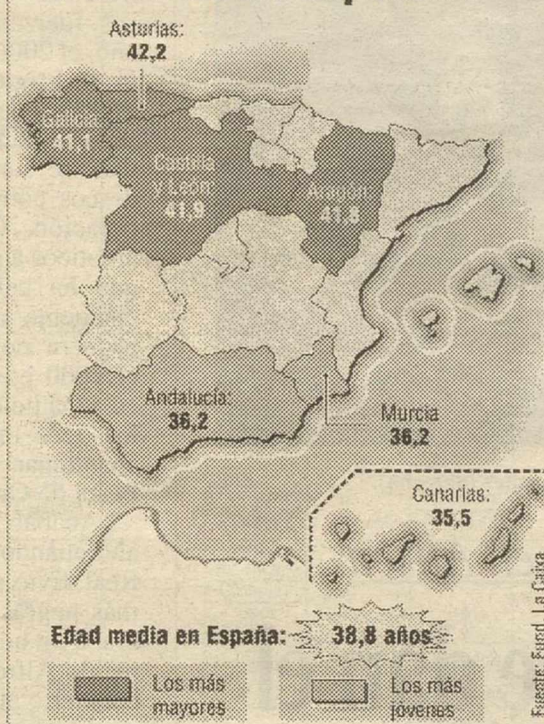 Asturias:
42,2
Galicia:
41,1
Castilla
y León:
41,9
Aragón:
41,8
Andalucía:
36,2
Murcia
36,2
Canarias:
35,5
Edad media en España:
38,8 años
Los más
mayores
Los más
jóvenes
Fuente: Fund. La Caixa